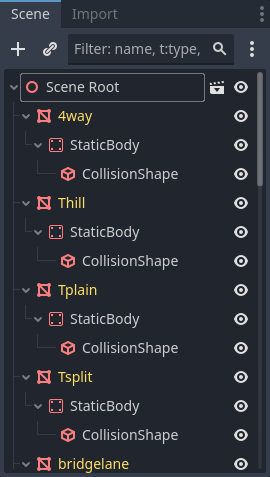 Scene Import
Filter: name, t:type,
Scene Root
4way
StaticBody
CollisionShape
Thill
StaticBody
CollisionShape
Tplain
StaticBody
CollisionShape
Tsplit
StaticBody
CollisionShape
bridgelane